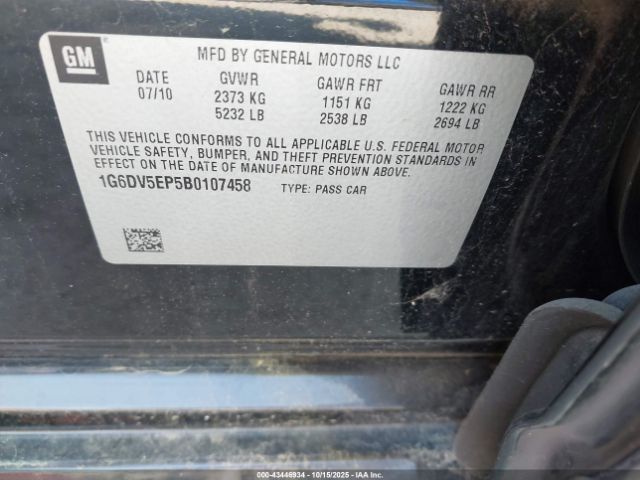 GM
MFD BY GENERAL MOTORS LLC
DATE GVWR GAWR FRT GAWR RR
07/10 2373 KG 1151 KG 1222 KG
5232 LB 2538 LB 2694 LB
THIS VEHICLE CONFORMS TO ALL APPLICABLE U.S. FEDERAL MOTOR
VEHICLE SAFETY, BUMPER, AND THEFT PREVENTION STANDARDS IN
EFFECT ON THE DATE OF MANUFACTURE SHOWN ABOVE.
1G6DV5EP5B0107458 TYPE: PASS CAR
000-43446934 - 10/15/2025 - IAAI.COM